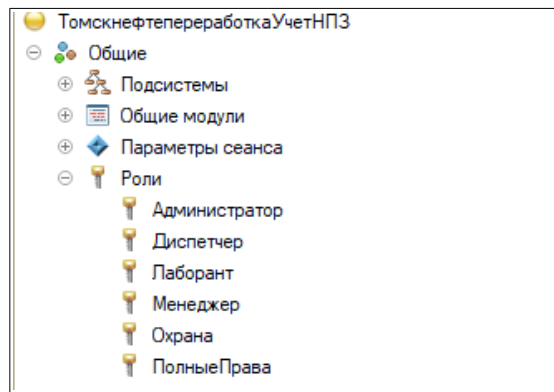 ТомскнефтепереработкаУчетНПЗ
Общие
Подсистемы
Общие модули
Параметры сеанса
Роли
Администратор
Диспетчер
Лаборант
Менеджер
Охрана
ПолныеПрава